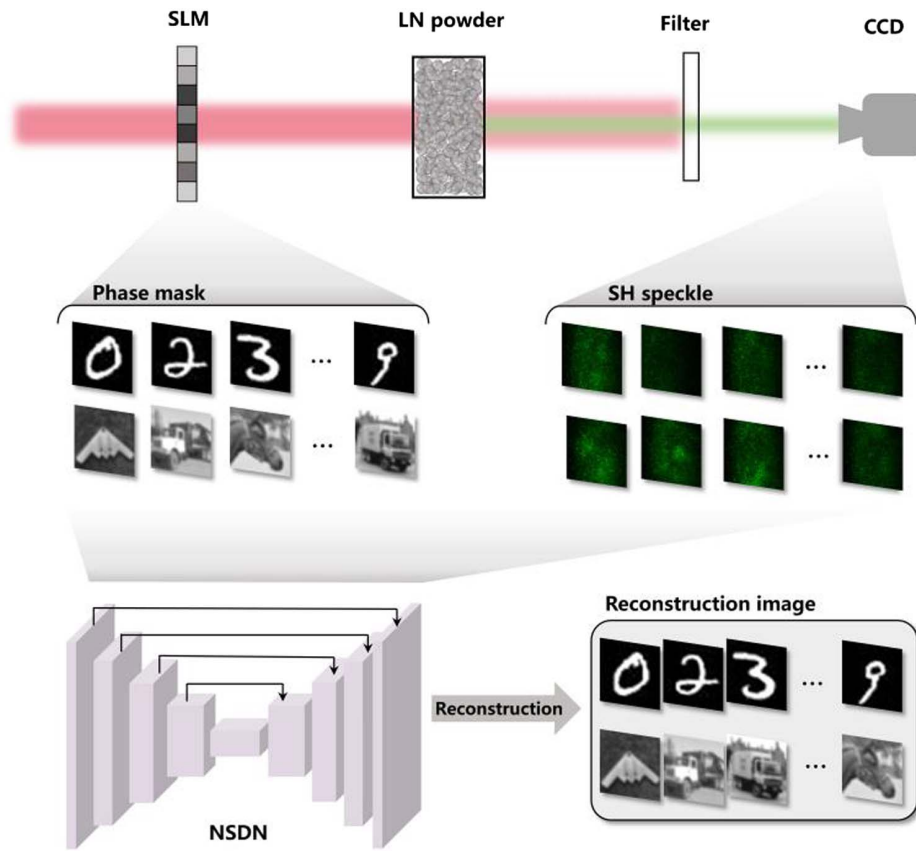 SLM
LN powder
Filter
CCD
Phase mask
SH speckle
0 2 3 ... 9
...
...
...
Reconstruction image
0 2 3 ... 9
...
Reconstruction
NSDN